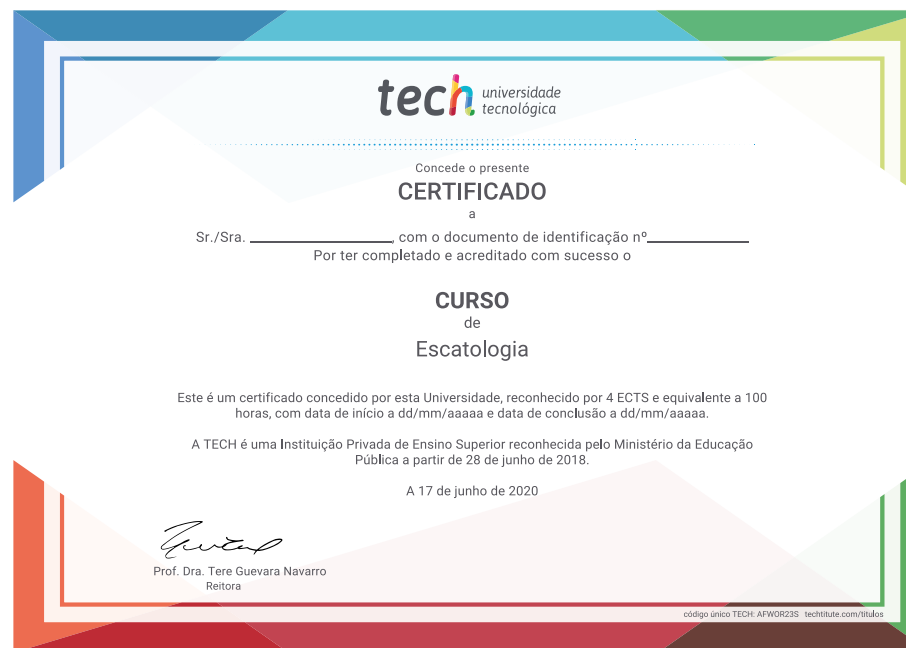 tech universidade
tecnológica
Concede o presente
CERTIFICADO
a
Sr./Sra. ________________, com o documento de identificação nº____________
Por ter completado e acreditado com sucesso o
CURSO
de
Escatologia
Este é um certificado concedido por esta Universidade, reconhecido por 4 ECTS e equivalente a 100
horas, com data de início a dd/mm/aaaaa e data de conclusão a dd/mm/aaaaa.
A TECH é uma Instituição Privada de Ensino Superior reconhecida pelo Ministério da Educação
Pública a partir de 28 de junho de 2018.
A 17 de junho de 2020
Prof. Dra. Tere Guevara Navarro
Reitora
código único TECH: AFWOR23S techtitute.com/titulos